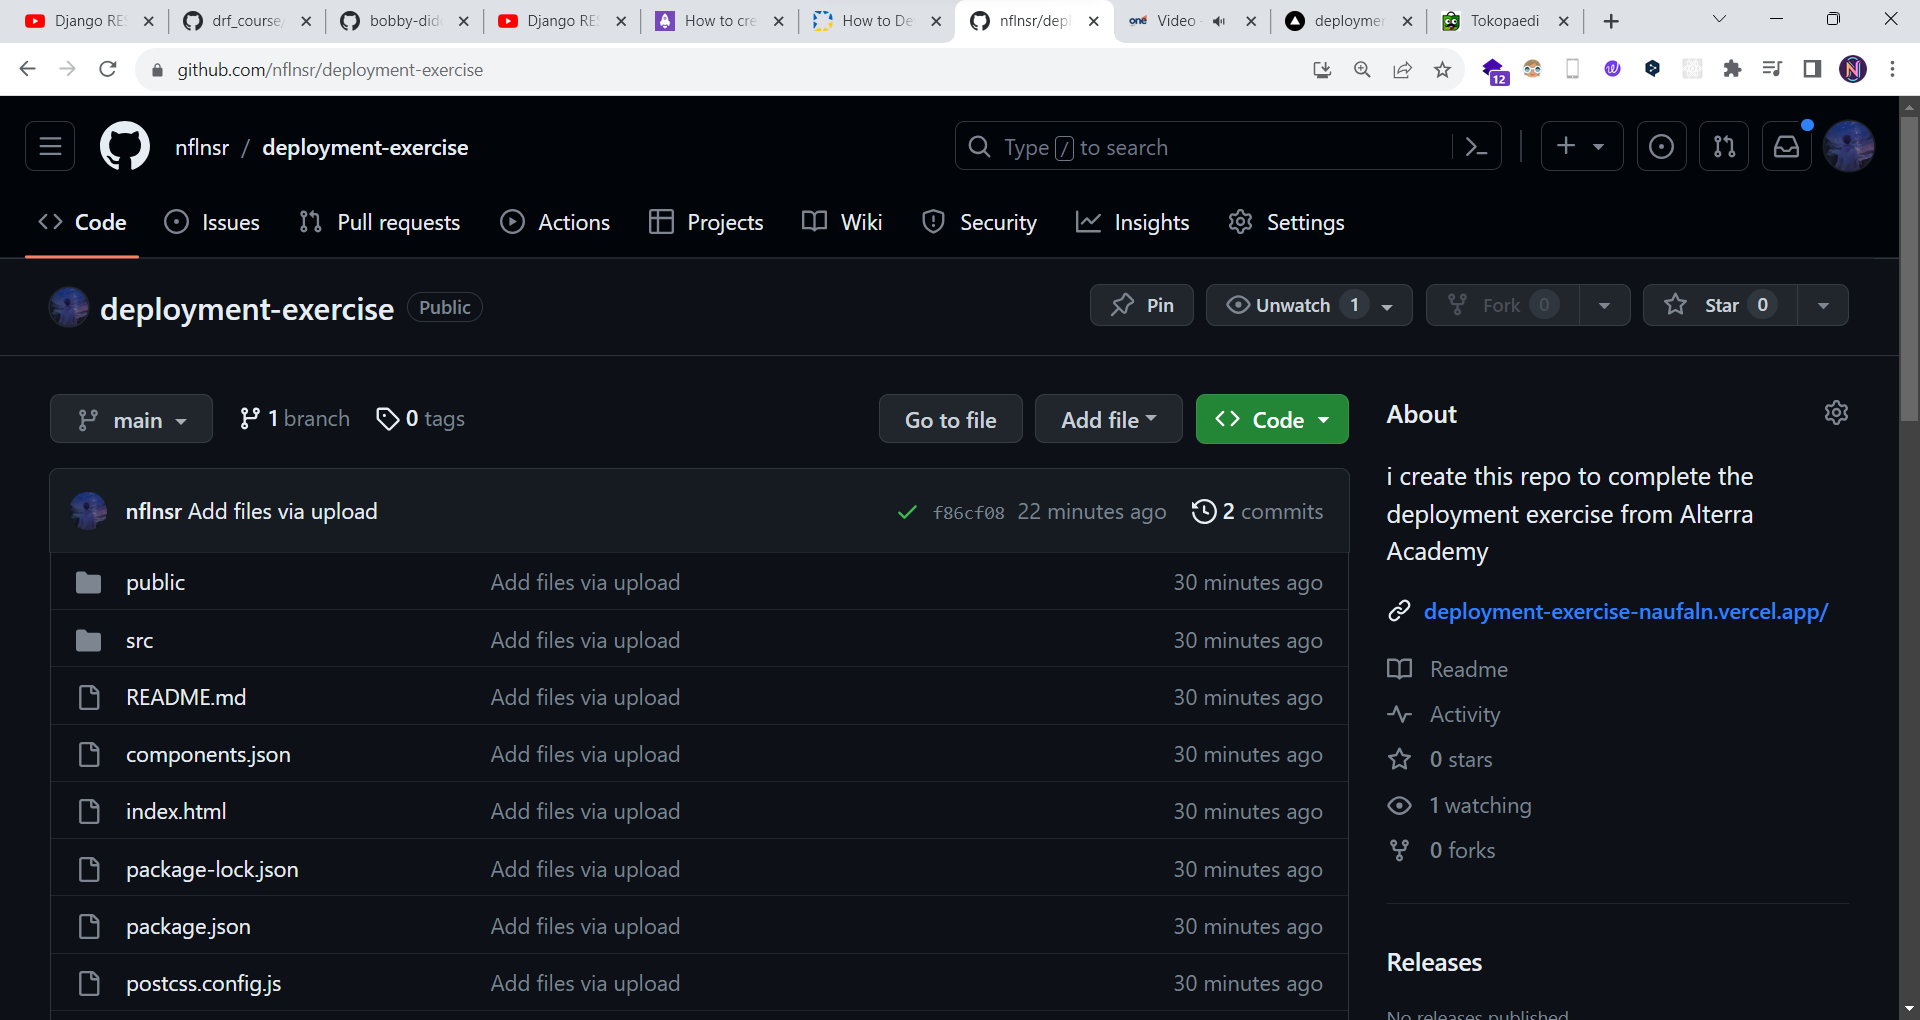 Django RES
drf_course/
bobby-did
Django RES
How to cre
How to De
nflnsr/depl
one Video
deploymen
Tokopaedi
github.com/nflnsr/deployment-exercise
12
N
nflnsr / deployment-exercise
Type / to search
Code
Issues
Pull requests
Actions
Projects
Wiki
Security
Insights
Settings
deployment-exercise
Public
Pin
Unwatch 1
Fork 0
Star 0
main
1 branch
0 tags
Go to file
Add file
Code
nflnsr Add files via upload
f86cf08 22 minutes ago
2 commits
public Add files via upload 30 minutes ago
src Add files via upload 30 minutes ago
README.md Add files via upload 30 minutes ago
components.json Add files via upload 30 minutes ago
index.html Add files via upload 30 minutes ago
package-lock.json Add files via upload 30 minutes ago
package.json Add files via upload 30 minutes ago
postcss.config.js Add files via upload 30 minutes ago
About
i create this repo to complete the
deployment exercise from Alterra
Academy
deployment-exercise-naufaln.vercel.app/
Readme
Activity
0 stars
1 watching
0 forks
Releases
No releases published